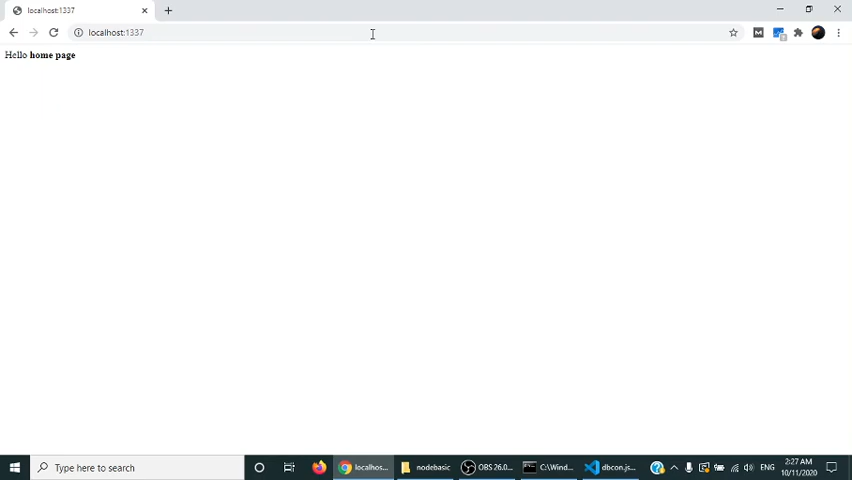 localhost:1337
localhost:1337
Hello home page
Type here to search
localhos...
nodebasic
OBS 26.0...
C:\Wind...
dbcon.js...
ENG
2:27 AM
10/11/2020